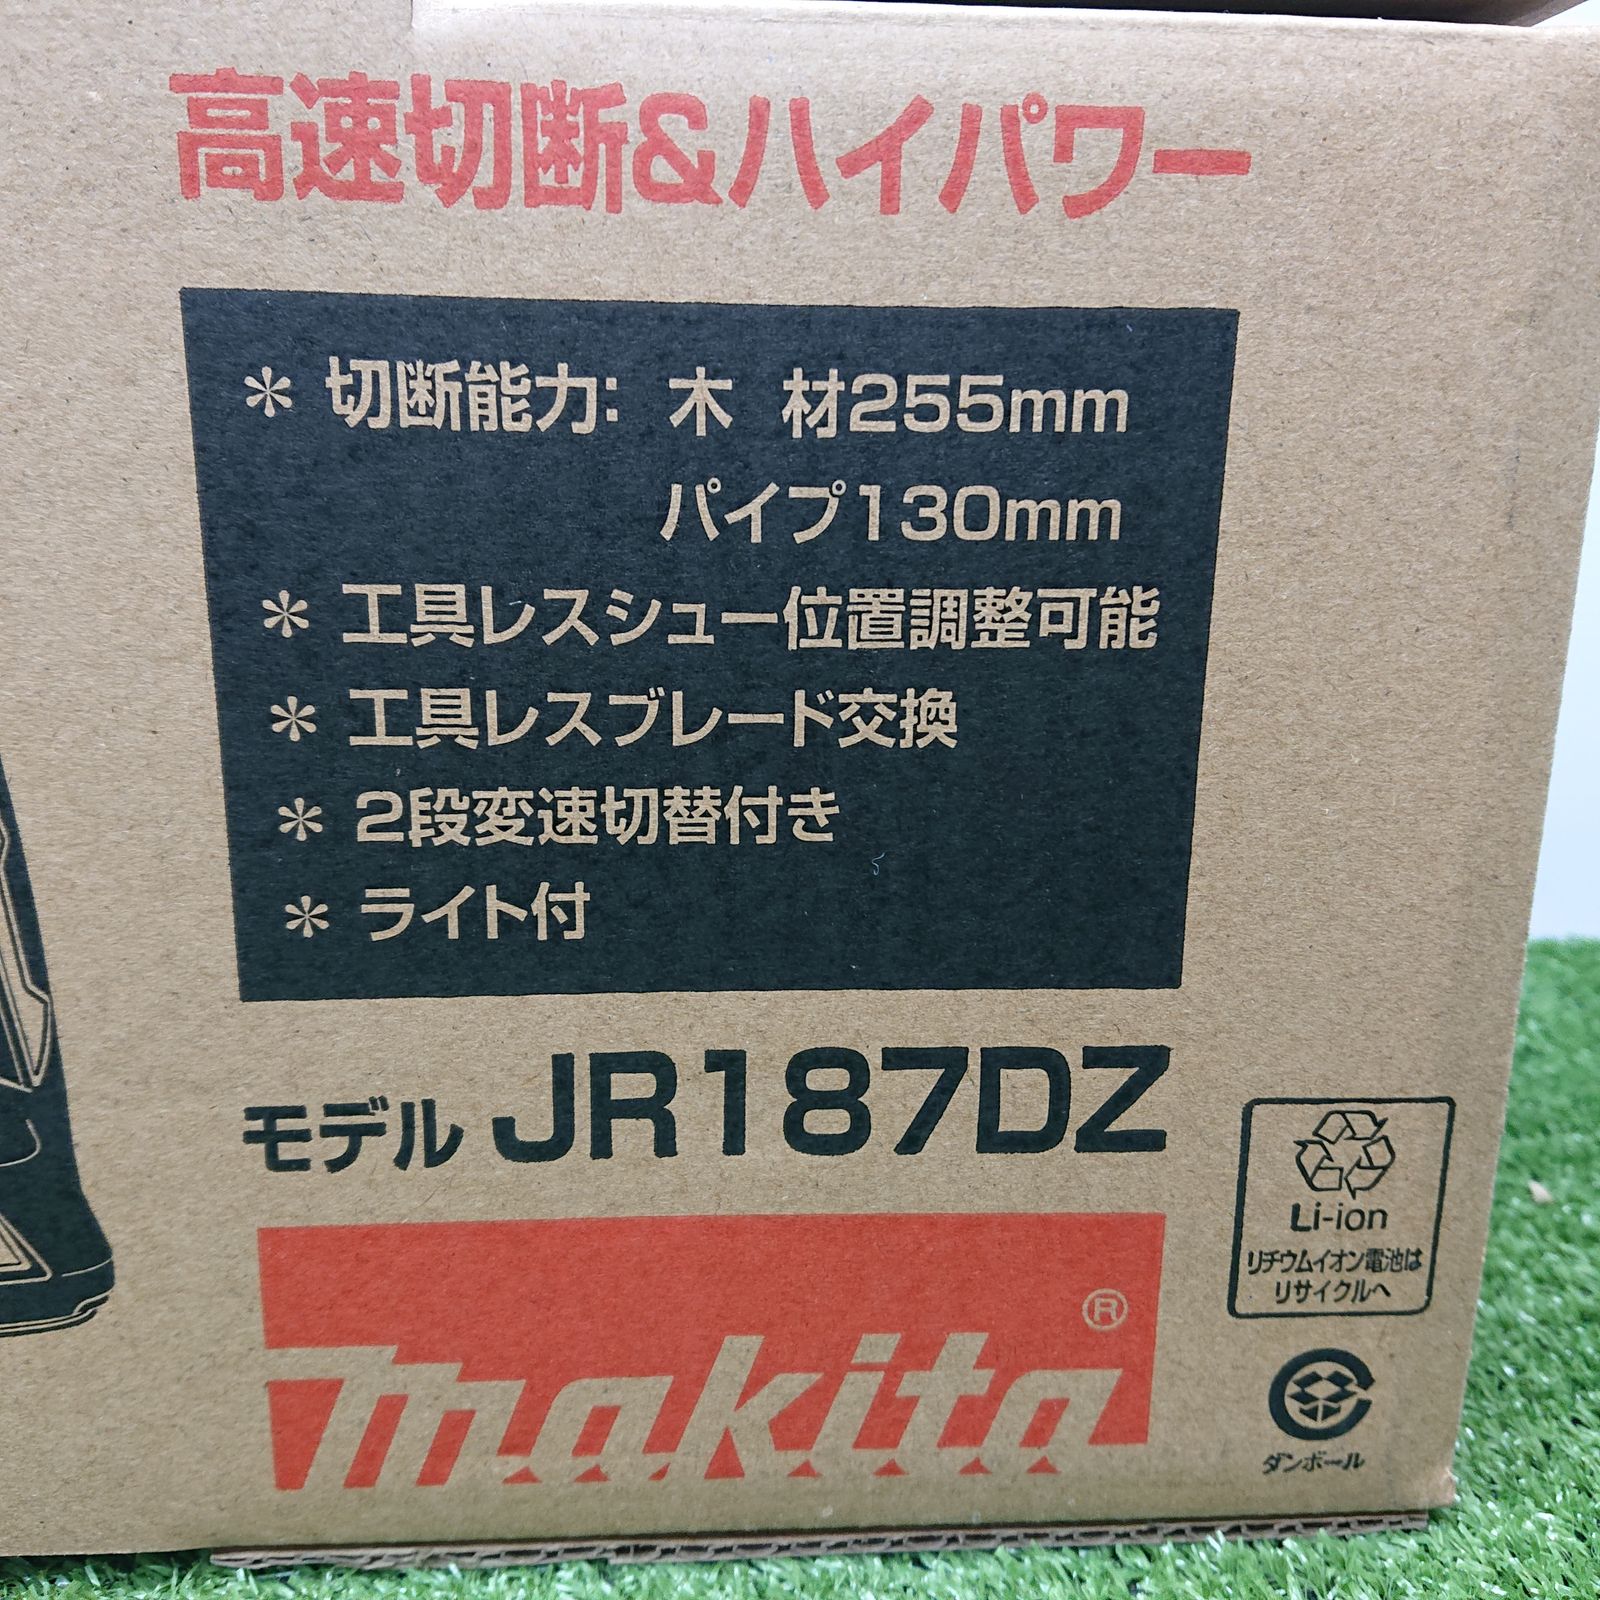 高速切断&ハイパワー
* 切断能力: 木 材255mm
パイプ130mm
* 工具レスシュー位置調整可能
* 工具レスブレード交換
* 2段変速切替付き
* ライト付
モデル JR187DZ
makita®
Li-ion
リチウムイオン電池は
リサイクルへ
ダンボール